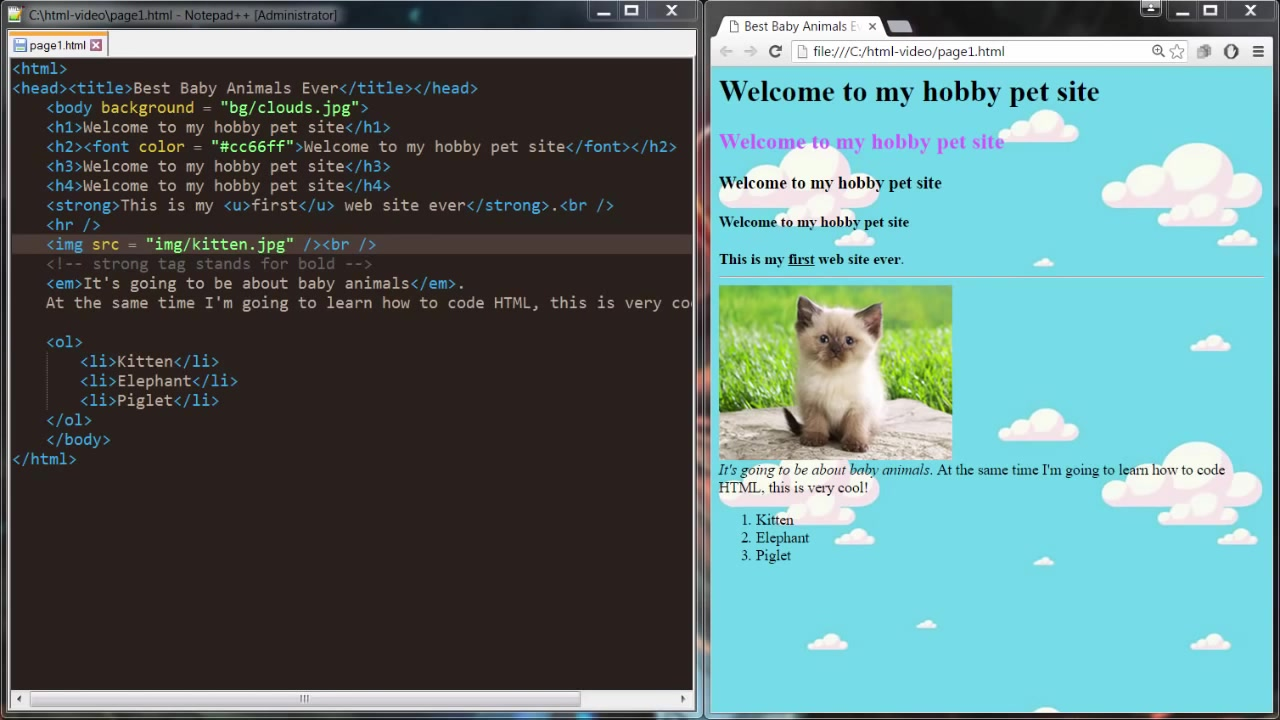 C:\html-video\page1.html - Notepad++ [Administrator]
page1.html
<html>
<head><title>Best Baby Animals Ever</title></head>
<body background = "bg/clouds.jpg">
<h1>Welcome to my hobby pet site</h1>
<h2><font color = "#cc66ff">Welcome to my hobby pet site</font></h2>
<h3>Welcome to my hobby pet site</h3>
<h4>Welcome to my hobby pet site</h4>
<strong>This is my <u>first</u> web site ever</strong>.<br />
<hr />
<img src = "img/kitten.jpg" /><br />
<!-- strong tag stands for bold -->
<em>It's going to be about baby animals</em>.
At the same time I'm going to learn how to code HTML, this is very co
<ol>
<li>Kitten</li>
<li>Elephant</li>
<li>Piglet</li>
</ol>
</body>
</html>
Best Baby Animals Ev
file:///C:/html-video/page1.html
Welcome to my hobby pet site
Welcome to my hobby pet site
Welcome to my hobby pet site
Welcome to my hobby pet site
This is my first web site ever.
It's going to be about baby animals. At the same time I'm going to learn how to code
HTML, this is very cool!
1. Kitten
2. Elephant
3. Piglet